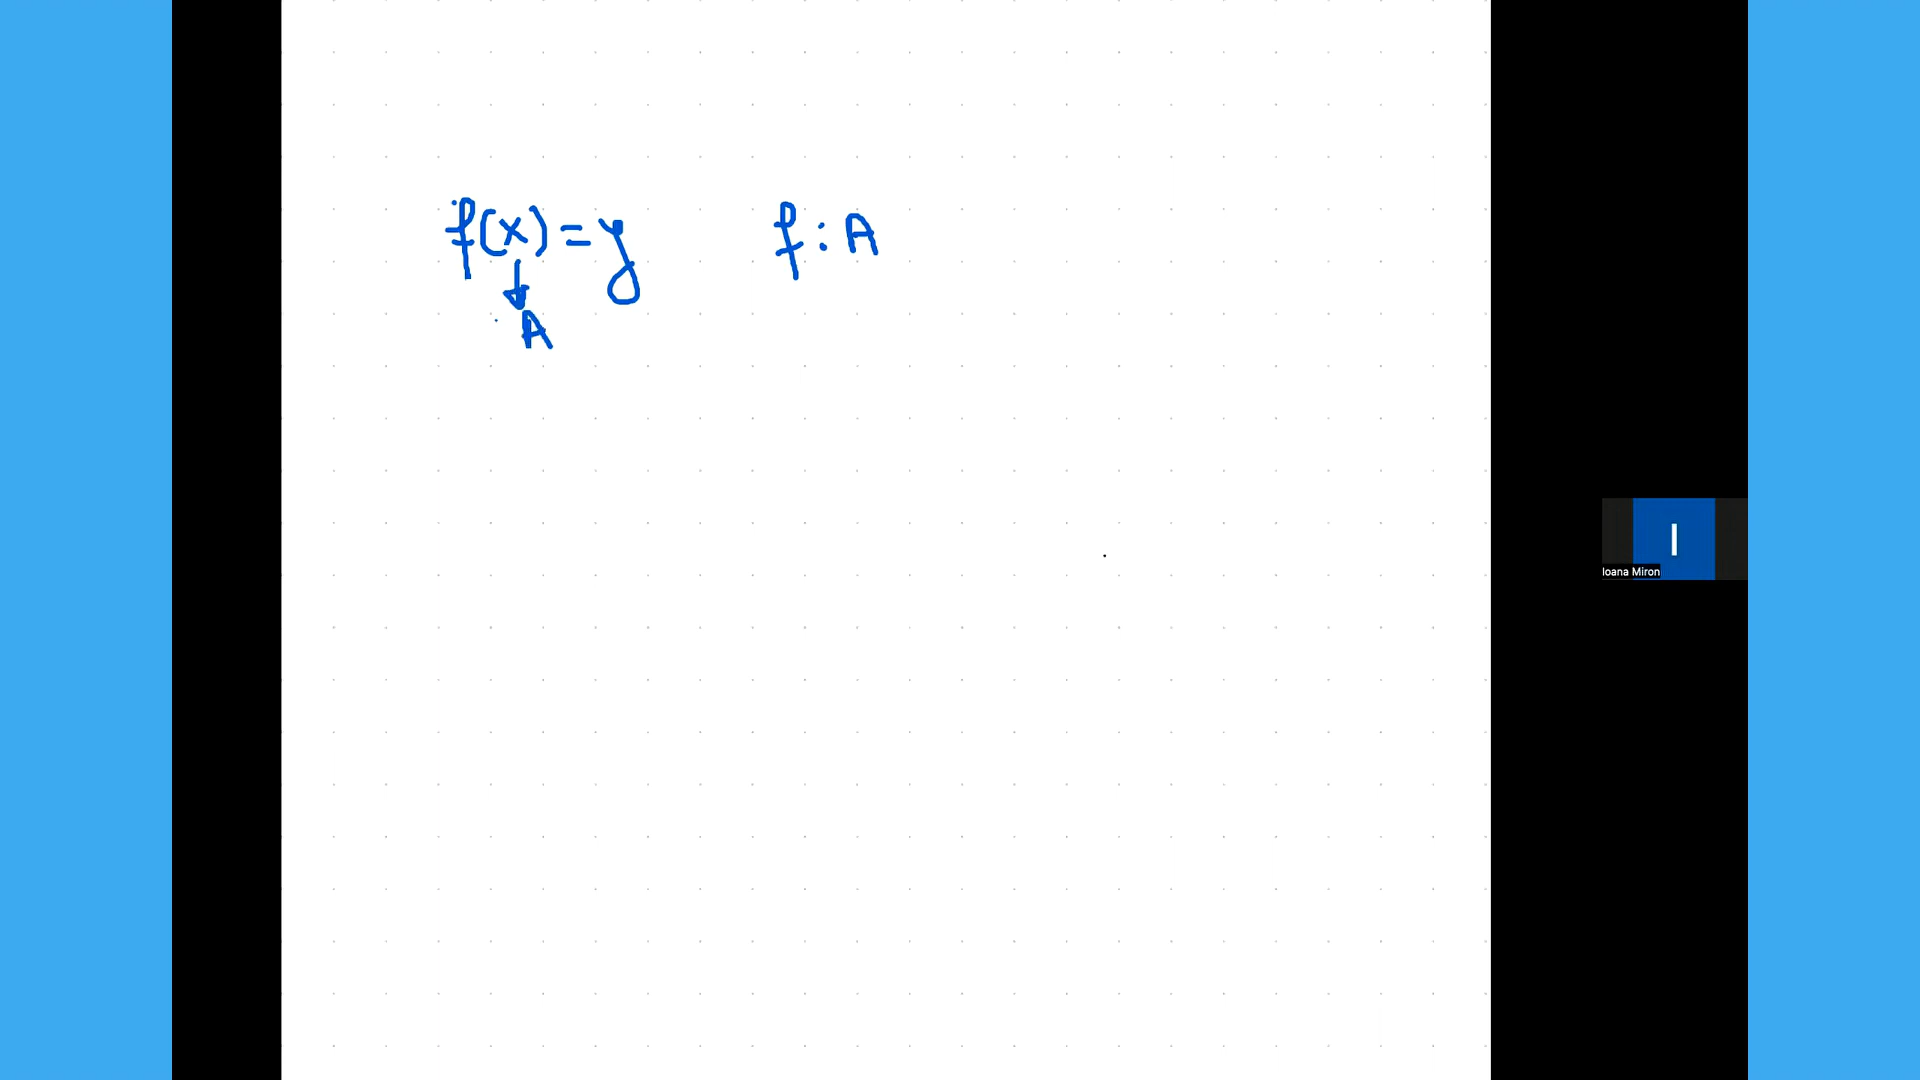 f(x) = y f : A
↓
A
I
Ioana Miron